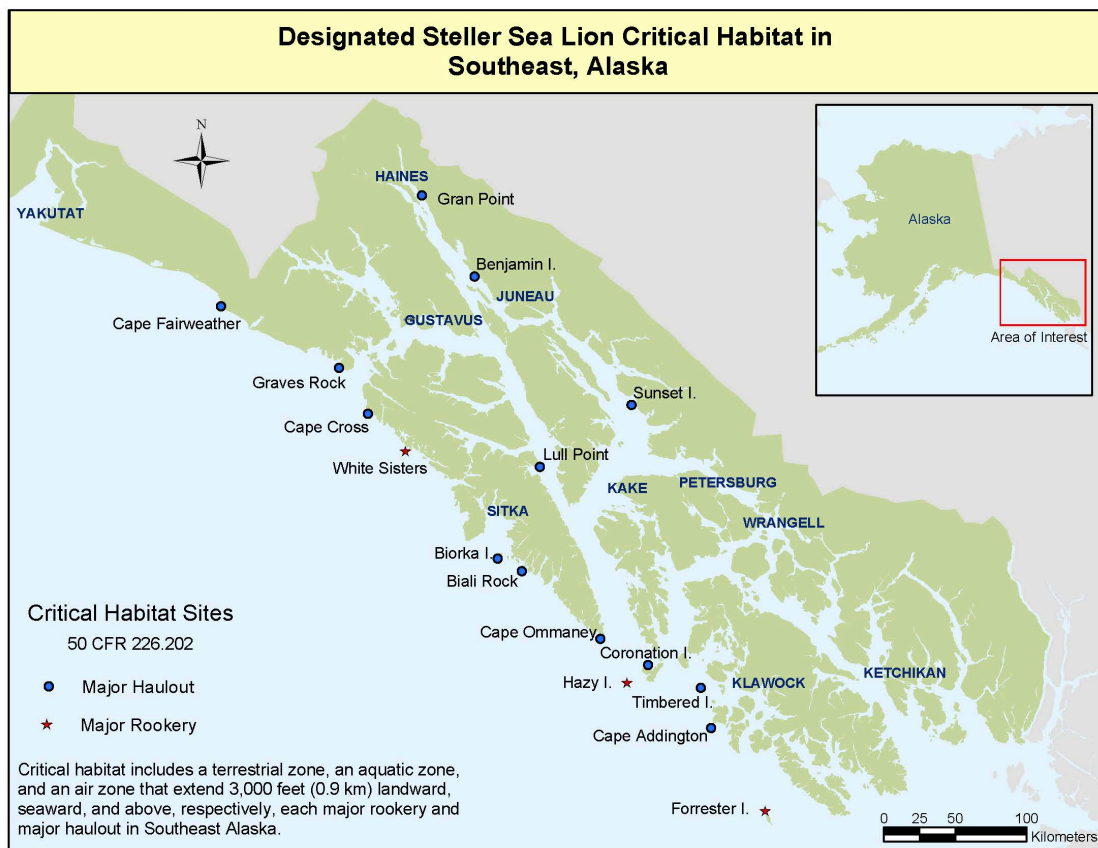 Designated Steller Sea Lion Critical Habitat in
Southeast, Alaska
N
HAINES
Gran Point
YAKUTAT
Alaska
Area of Interest
Benjamin I.
JUNEAU
Cape Fairweather
GUSTAVUS
Graves Rock
Sunset I.
Cape Cross
White Sisters
Lull Point
KAKE
PETERSBURG
SITKA
WRANGELL
Biorka I.
Biali Rock
Critical Habitat Sites
50 CFR 226.202
Major Haulout
Major Rookery
Cape Ommaney
Coronation I.
Hazy I.
KLAWOCK
KETCHIKAN
Timbered I.
Cape Addington
Forrester I.
Critical habitat includes a terrestrial zone, an aquatic zone,
and an air zone that extend 3,000 feet (0.9 km) landward,
seaward, and above, respectively, each major rookery and
major haulout in Southeast Alaska.
0 25 50 100
Kilometers